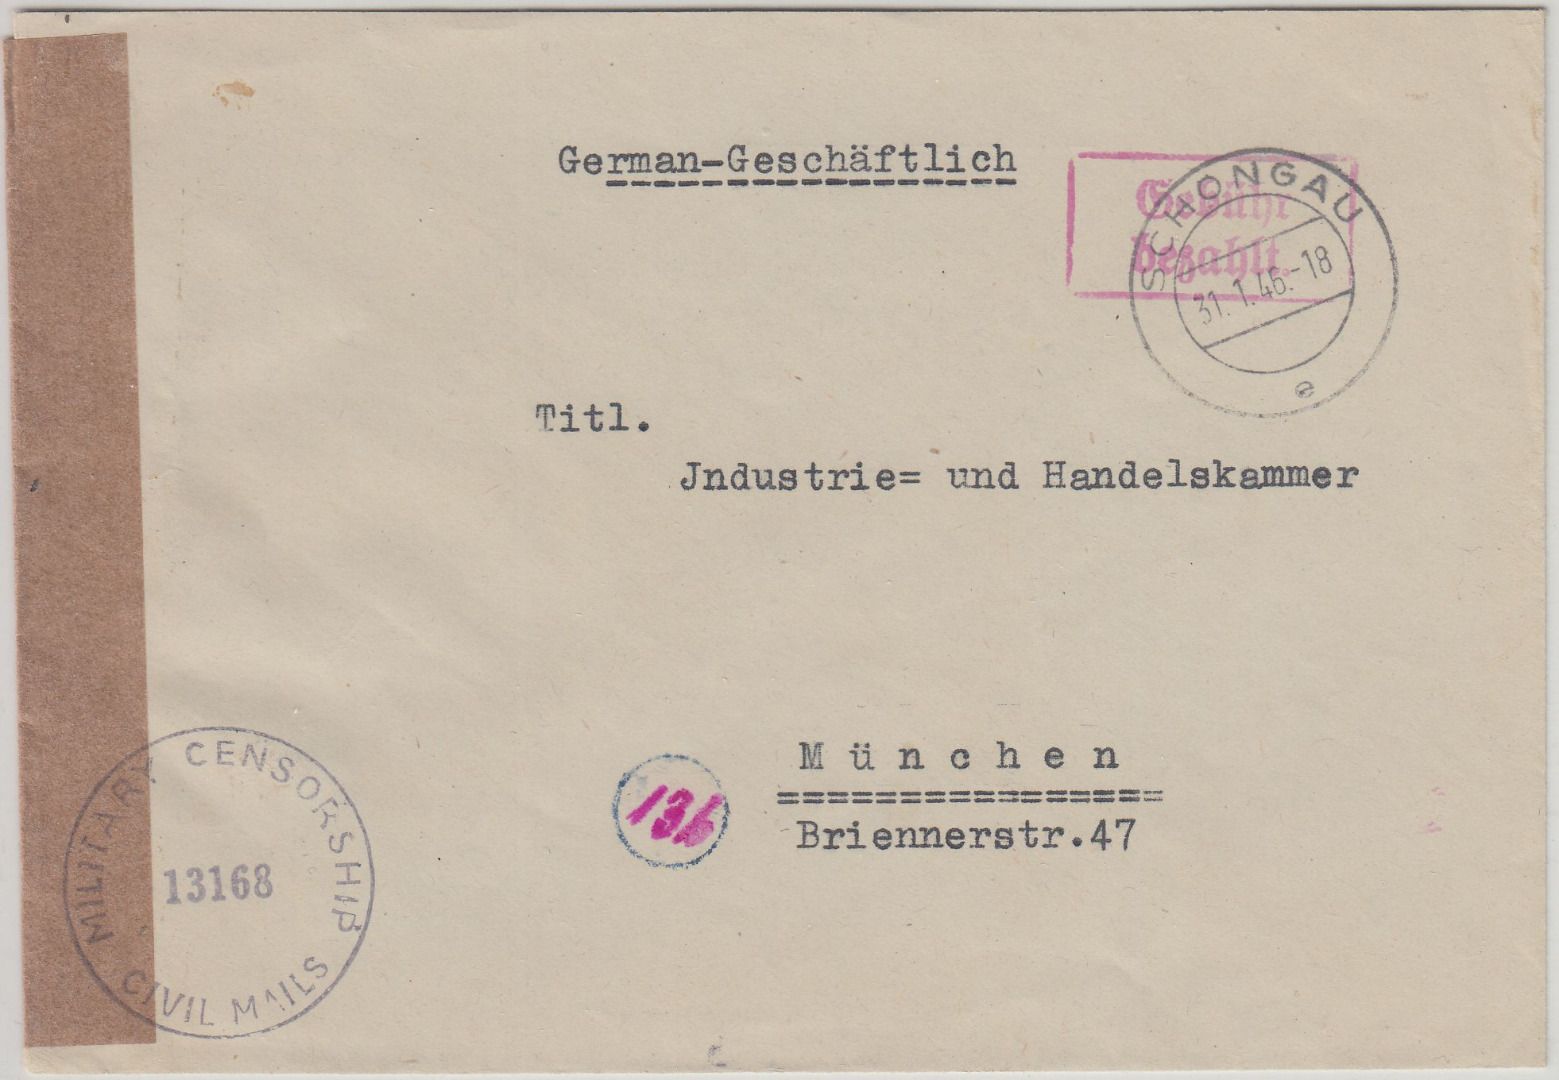 German-Geschäftlich
Gebühr
bezahlt.
SCHONGAU
31.1.46.-18
e
Titl.
Jndustrie= und Handelskammer
München
Briennerstr.47
13b
MILITARY CENSORSHIP
13168
CIVIL MAILS